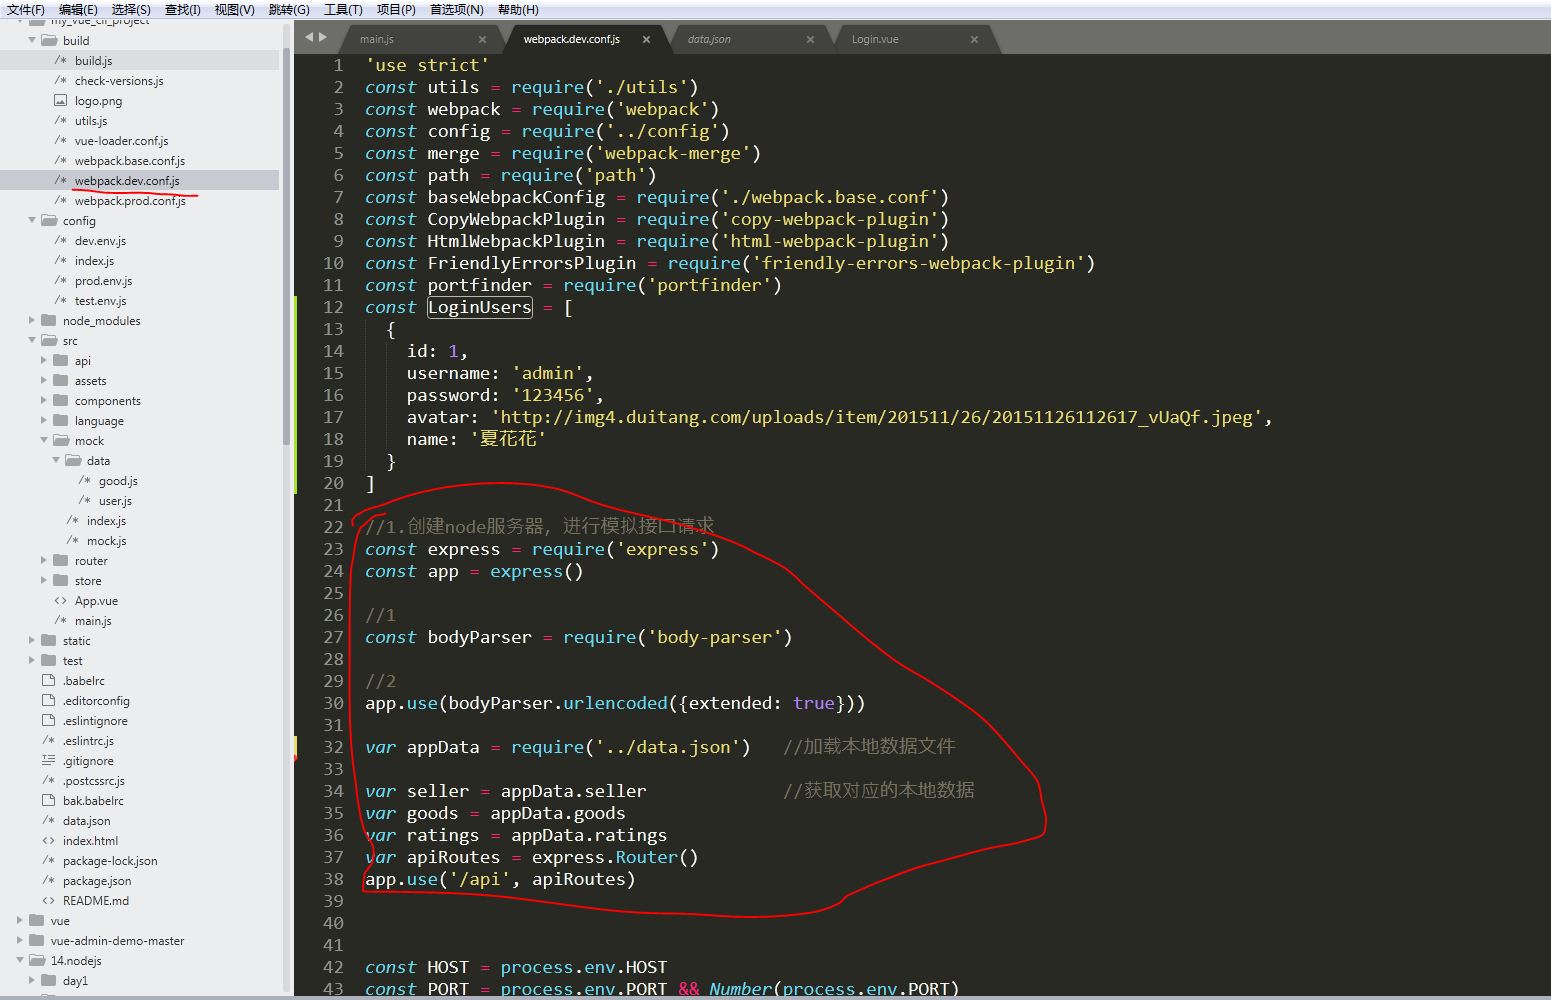 文件(F) 编辑(E) 选择(S) 查找(I) 视图(V) 跳转(G) 工具(T) 项目(P) 首选项(N) 帮助(H)
my_vue_cli_project
build
/* build.js
/* check-versions.js
logo.png
/* utils.js
/* vue-loader.conf.js
/* webpack.base.conf.js
/* webpack.dev.conf.js
/* webpack.prod.conf.js
config
/* dev.env.js
/* index.js
/* prod.env.js
/* test.env.js
node_modules
src
api
assets
components
language
mock
data
/* good.js
/* user.js
/* index.js
/* mock.js
router
store
<> App.vue
/* main.js
static
test
.babelrc
.editorconfig
.eslintignore
/* .eslintrc.js
.gitignore
/* .postcssrc.js
bak.babelrc
/* data.json
<> index.html
/* package-lock.json
/* package.json
<> README.md
vue
vue-admin-demo-master
14.nodejs
day1
main.js × webpack.dev.conf.js × data.json × Login.vue ×
1 'use strict'
2 const utils = require('./utils')
3 const webpack = require('webpack')
4 const config = require('../config')
5 const merge = require('webpack-merge')
6 const path = require('path')
7 const baseWebpackConfig = require('./webpack.base.conf')
8 const CopyWebpackPlugin = require('copy-webpack-plugin')
9 const HtmlWebpackPlugin = require('html-webpack-plugin')
10 const FriendlyErrorsPlugin = require('friendly-errors-webpack-plugin')
11 const portfinder = require('portfinder')
12 const LoginUsers = [
13 {
14 id: 1,
15 username: 'admin',
16 password: '123456',
17 avatar: 'http://img4.duitang.com/uploads/item/201511/26/20151126112617_vUaQf.jpeg',
18 name: '夏花花'
19 }
20 ]
21
22 //1.创建node服务器，进行模拟接口请求
23 const express = require('express')
24 const app = express()
25
26 //1
27 const bodyParser = require('body-parser')
28
29 //2
30 app.use(bodyParser.urlencoded({extended: true}))
31
32 var appData = require('../data.json') //加载本地数据文件
33
34 var seller = appData.seller //获取对应的本地数据
35 var goods = appData.goods
36 var ratings = appData.ratings
37 var apiRoutes = express.Router()
38 app.use('/api', apiRoutes)
39
40
41
42 const HOST = process.env.HOST
43 const PORT = process.env.PORT && Number(process.env.PORT)